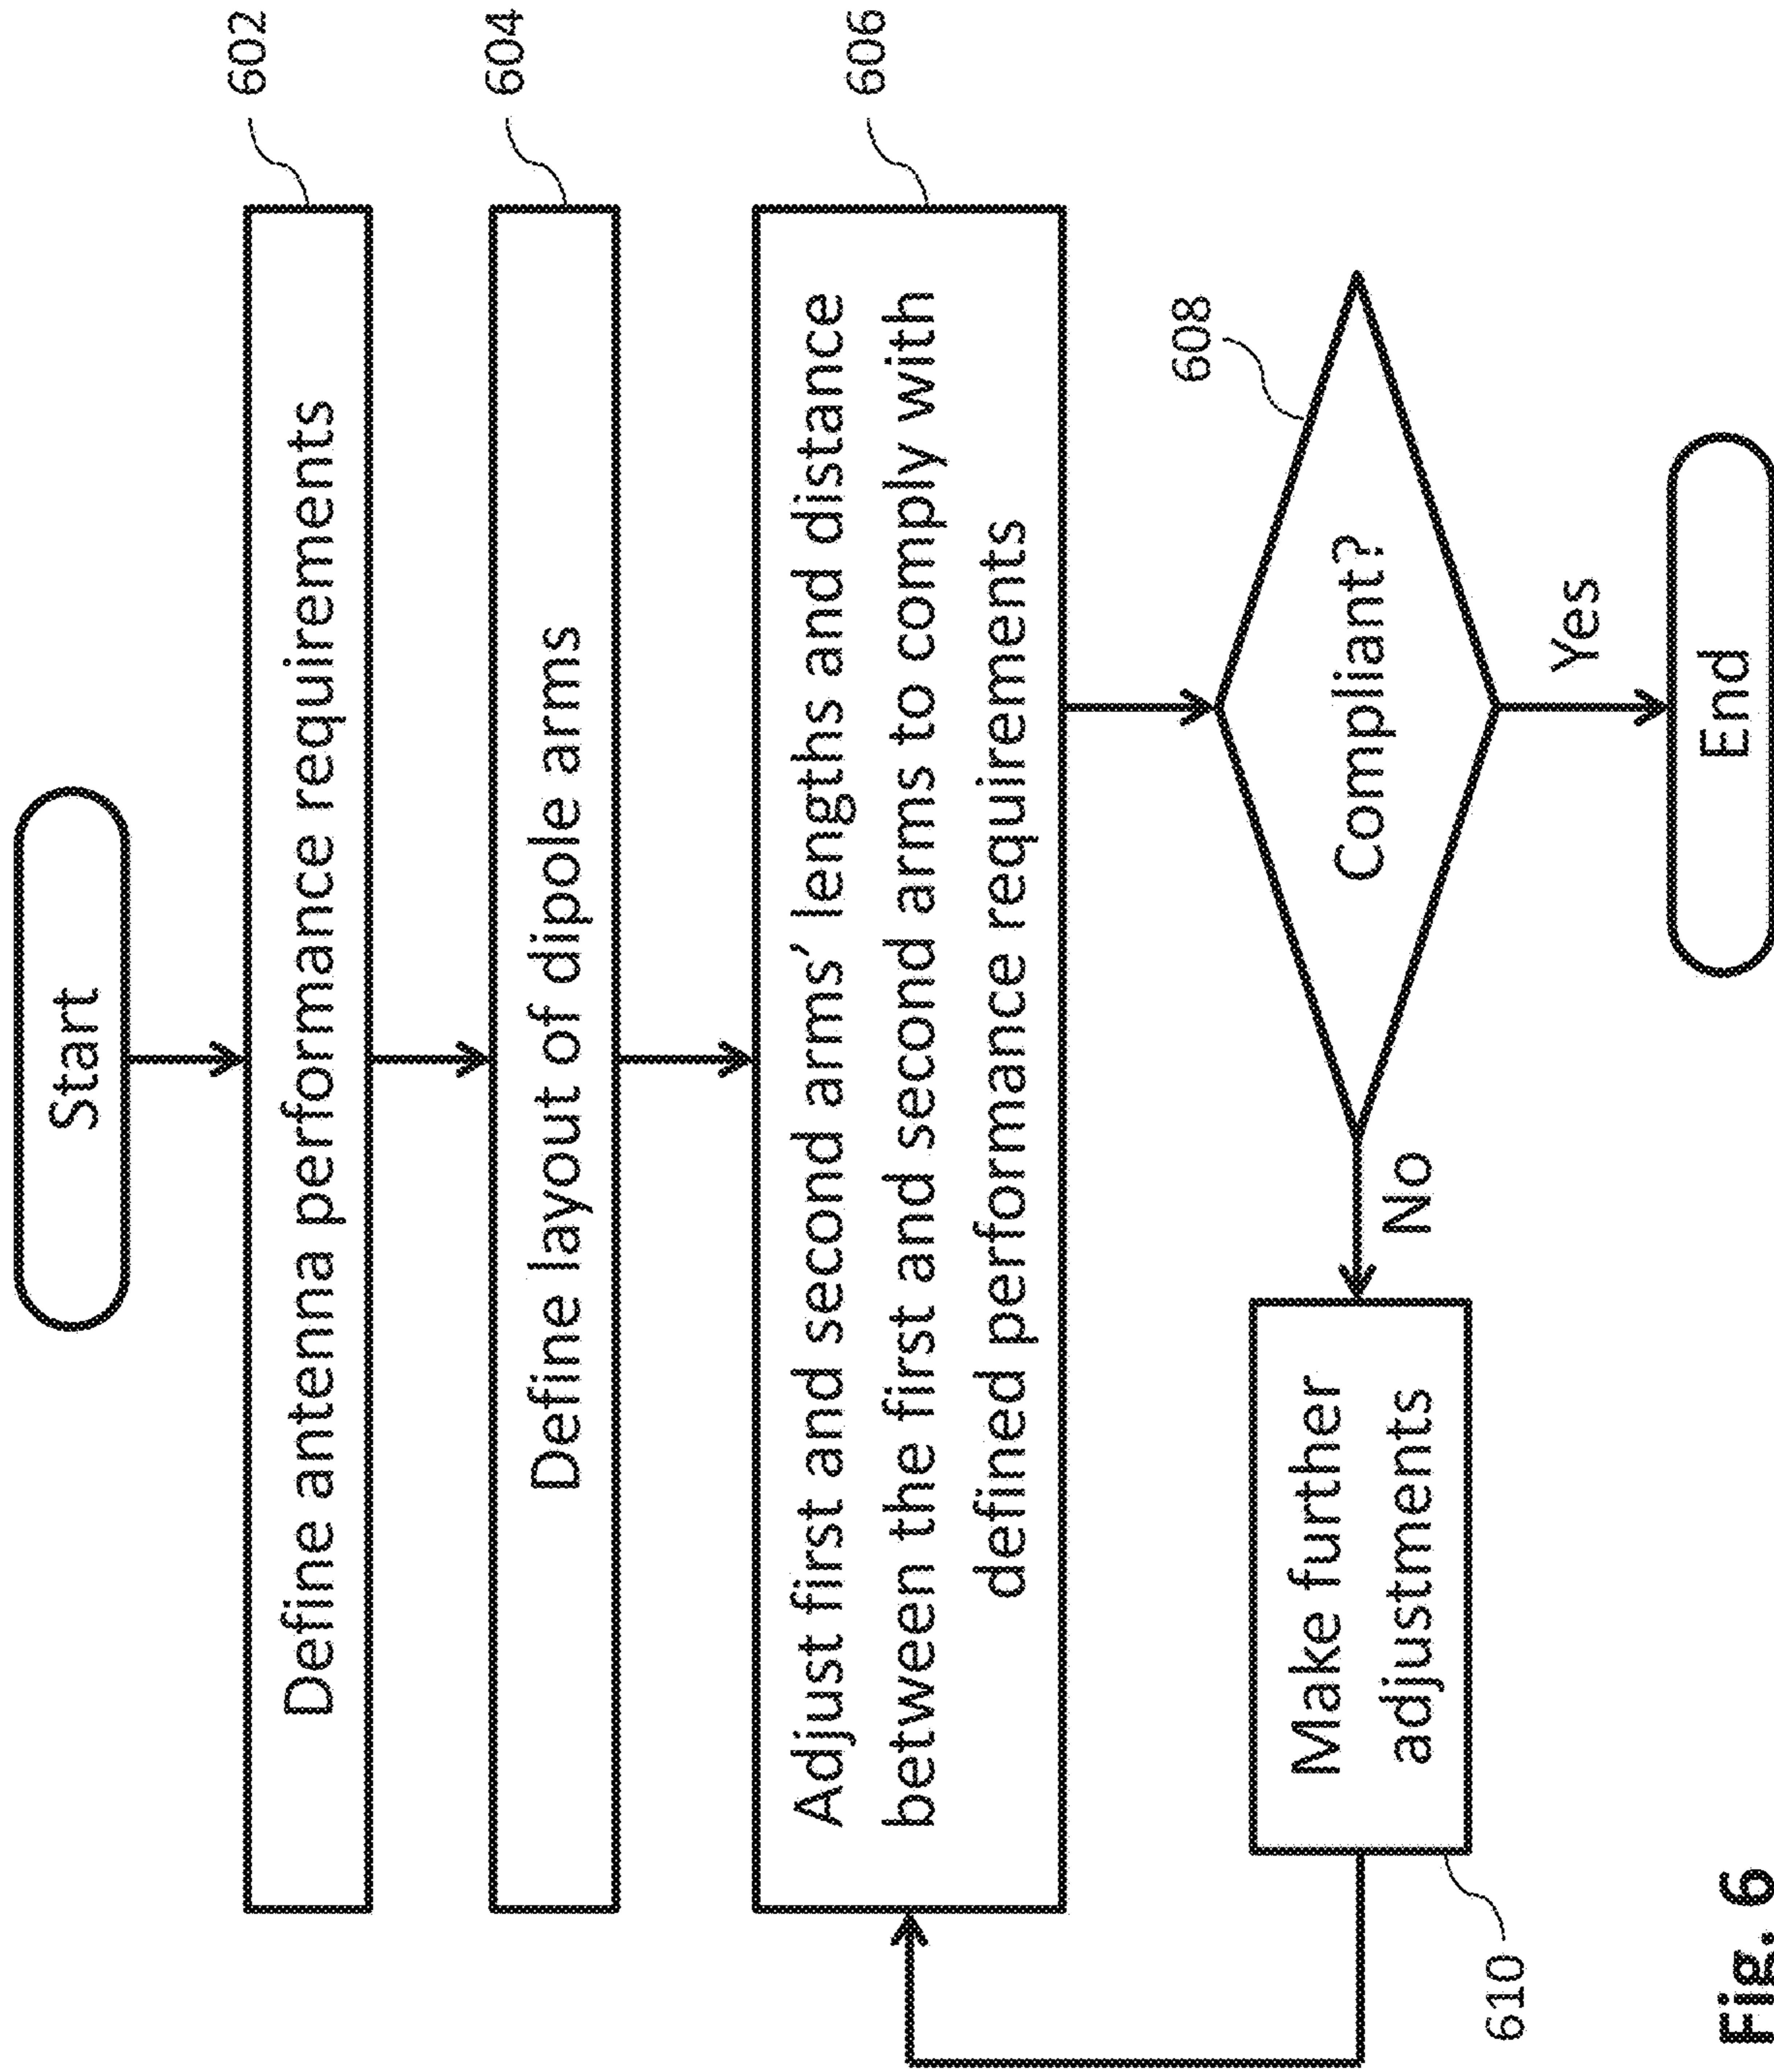 Start
602
Define antenna performance requirements
604
Define layout of dipole arms
606
Adjust first and second arms’ lengths and distance
between the first and second arms to comply with
defined performance requirements
608
Compliant?
No
Yes
Make further
adjustments
610
End
Fig. 6